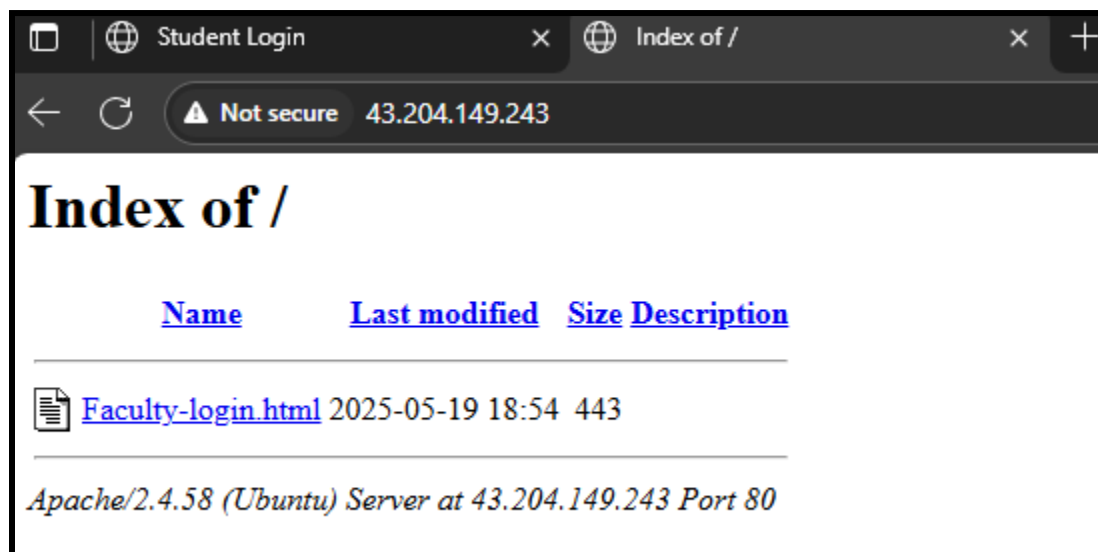 Student Login
Index of /
Not secure 43.204.149.243
Index of /
Name Last modified Size Description
Faculty-login.html 2025-05-19 18:54 443
Apache/2.4.58 (Ubuntu) Server at 43.204.149.243 Port 80